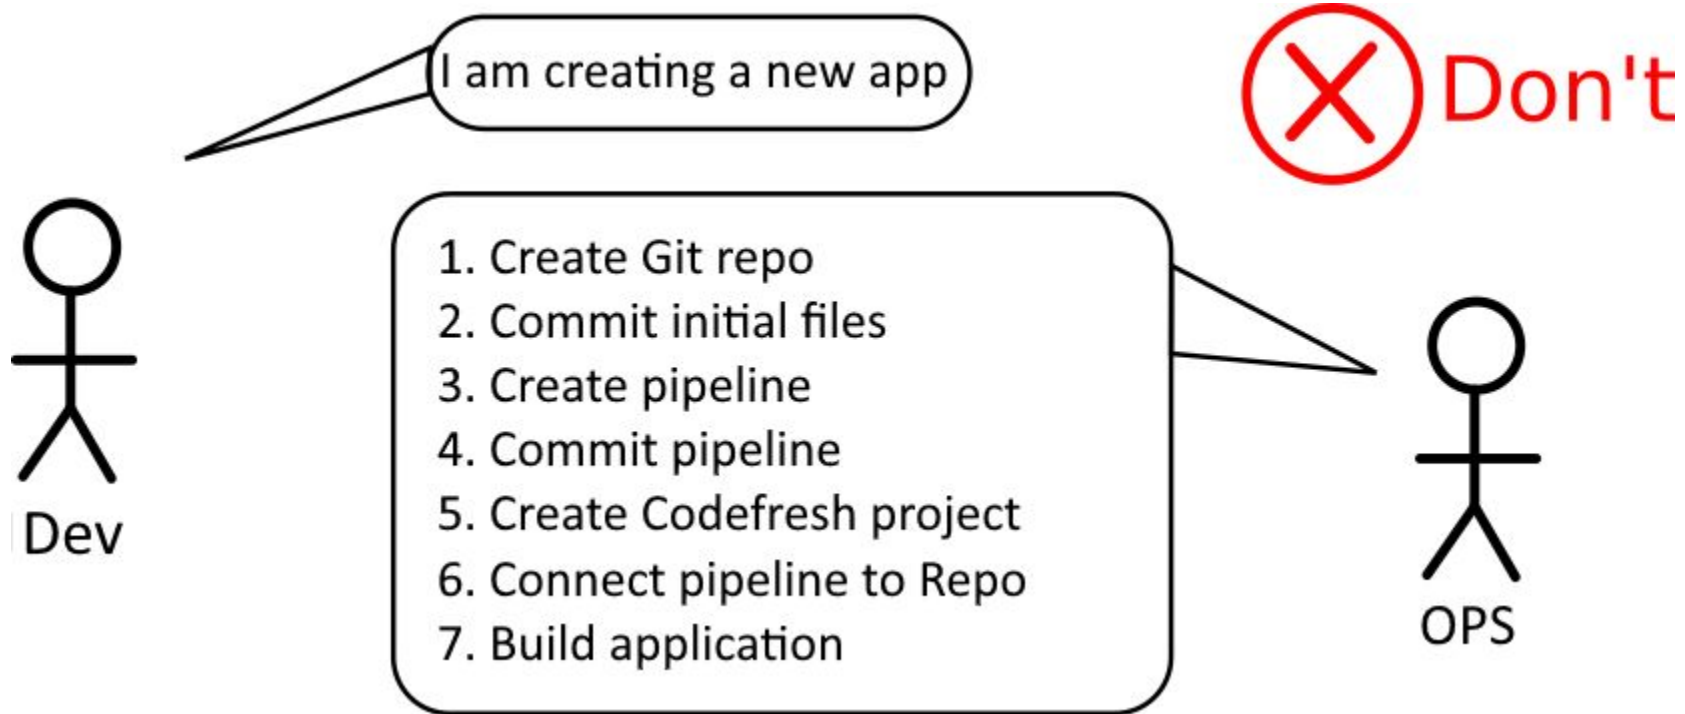 I am creating a new app
Don't
1. Create Git repo
2. Commit initial files
3. Create pipeline
4. Commit pipeline
5. Create Codefresh project
6. Connect pipeline to Repo
7. Build application
Dev
OPS